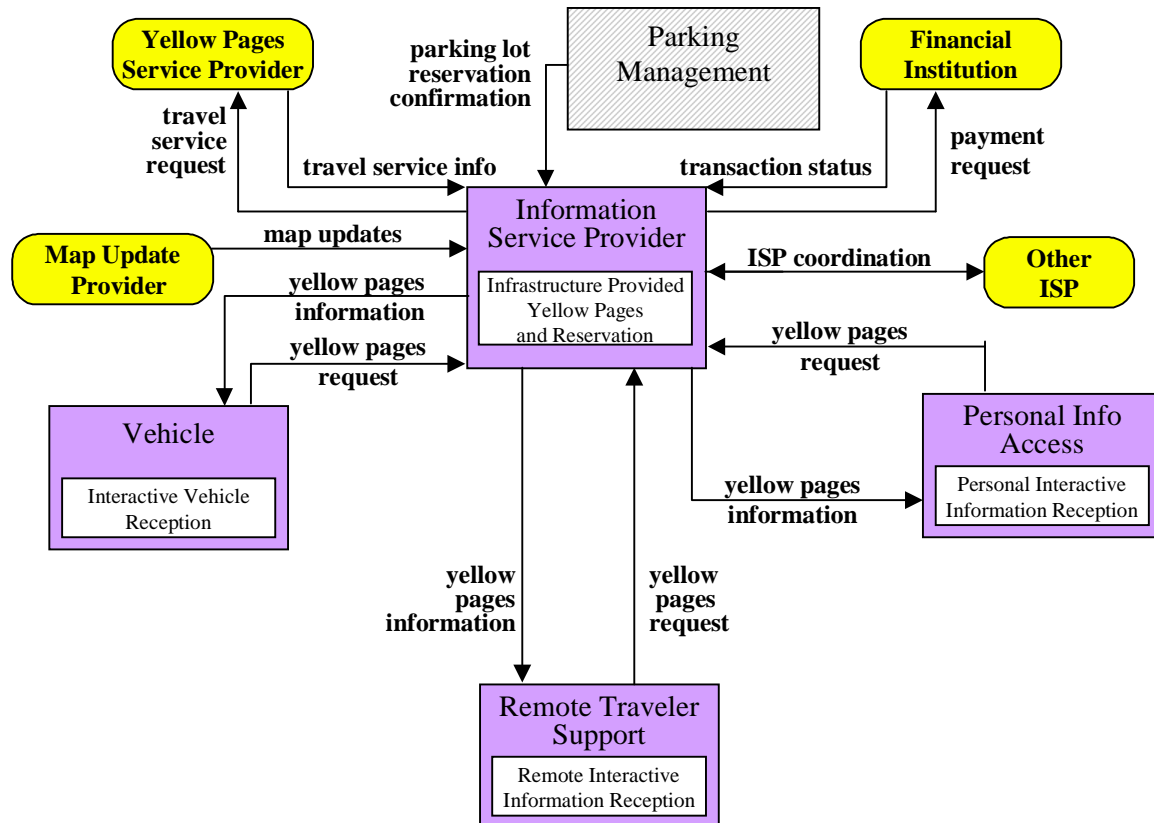 Yellow Pages
Service Provider
parking lot
reservation
confirmation
Parking
Management
Financial
Institution
travel
service
request
travel service info
transaction status
payment
request
Map Update
Provider
map updates
Information
Service Provider
Infrastructure Provided
Yellow Pages
and Reservation
ISP coordination
Other
ISP
yellow pages
information
yellow pages
request
yellow pages
request
Vehicle
Interactive Vehicle
Reception
Personal Info
Access
Personal Interactive
Information Reception
yellow pages
information
yellow
pages
information
yellow
pages
request
Remote Traveler
Support
Remote Interactive
Information Reception